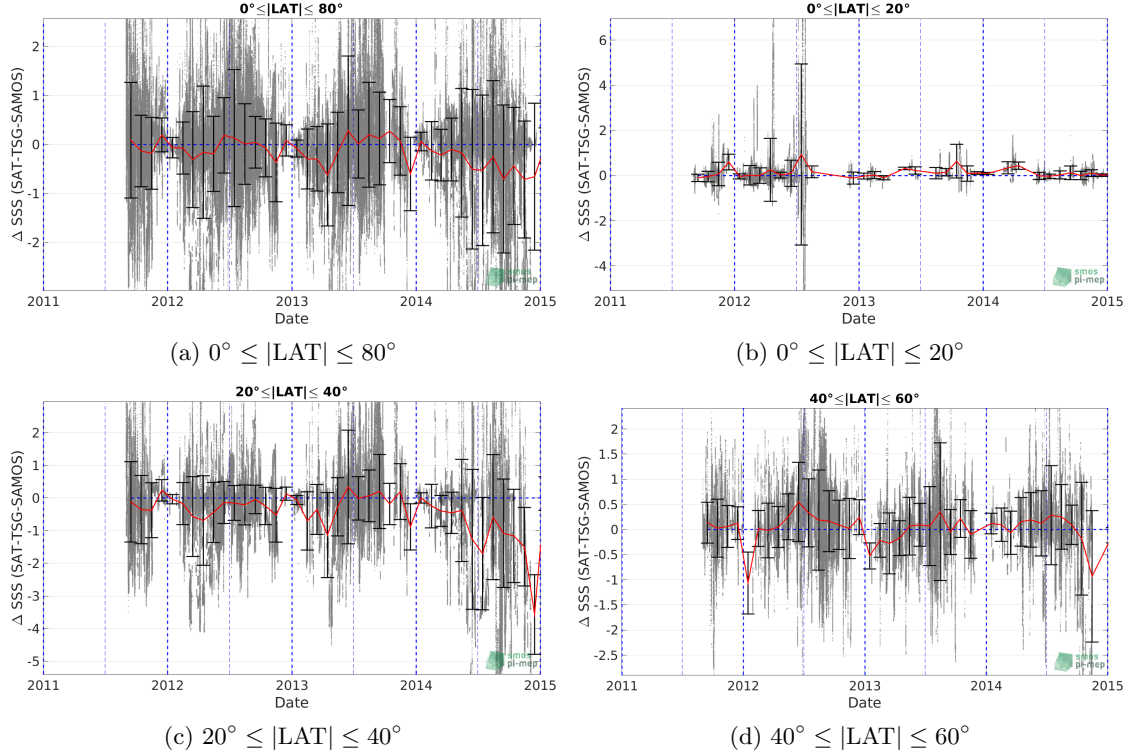 0°≤|LAT|≤ 80°
Δ SSS (SAT-TSG-SAMOS)
2
1
0
-1
-2
2011
2012
2013
2014
2015
Date
smos
pi-mep
(a) 0° ≤ |LAT| ≤ 80°
0°≤|LAT|≤ 20°
Δ SSS (SAT-TSG-SAMOS)
6
4
2
0
-2
-4
2011
2012
2013
2014
2015
Date
smos
pi-mep
(b) 0° ≤ |LAT| ≤ 20°
20°≤|LAT|≤ 40°
Δ SSS (SAT-TSG-SAMOS)
2
1
0
-1
-2
-3
-4
-5
2011
2012
2013
2014
2015
Date
smos
pi-mep
(c) 20° ≤ |LAT| ≤ 40°
40°≤|LAT|≤ 60°
Δ SSS (SAT-TSG-SAMOS)
2
1.5
1
0.5
0
-0.5
-1
-1.5
-2
-2.5
2011
2012
2013
2014
2015
Date
smos
pi-mep
(d) 40° ≤ |LAT| ≤ 60°